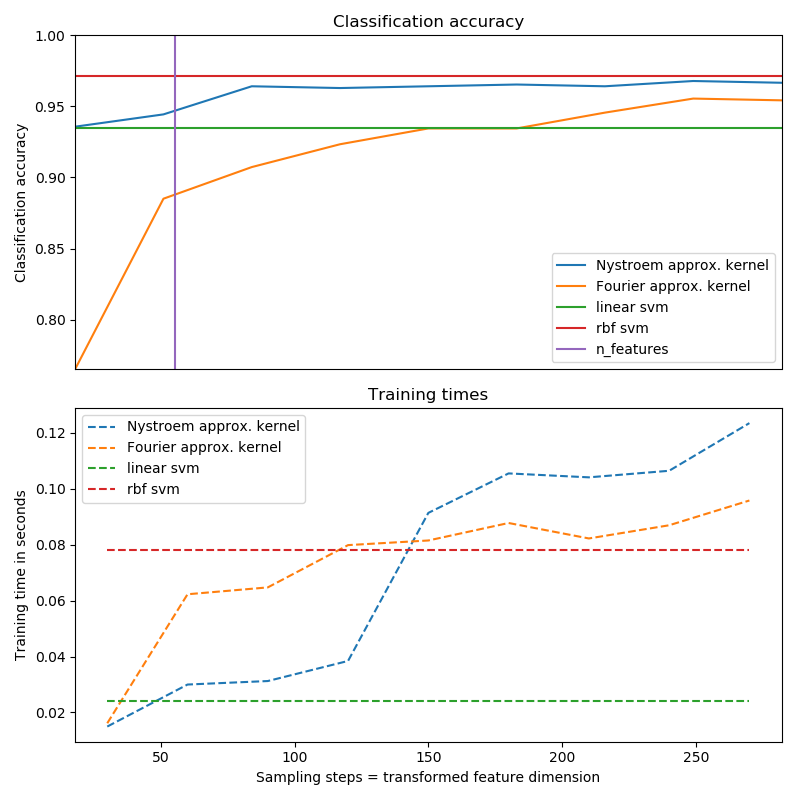 Classification accuracy
1.00
0.95
0.90
0.85
0.80
Classification accuracy
Nystroem approx. kernel
Fourier approx. kernel
linear svm
rbf svm
n_features
Training times
0.12
0.10
0.08
0.06
0.04
0.02
Training time in seconds
Nystroem approx. kernel
Fourier approx. kernel
linear svm
rbf svm
50 100 150 200 250
Sampling steps = transformed feature dimension